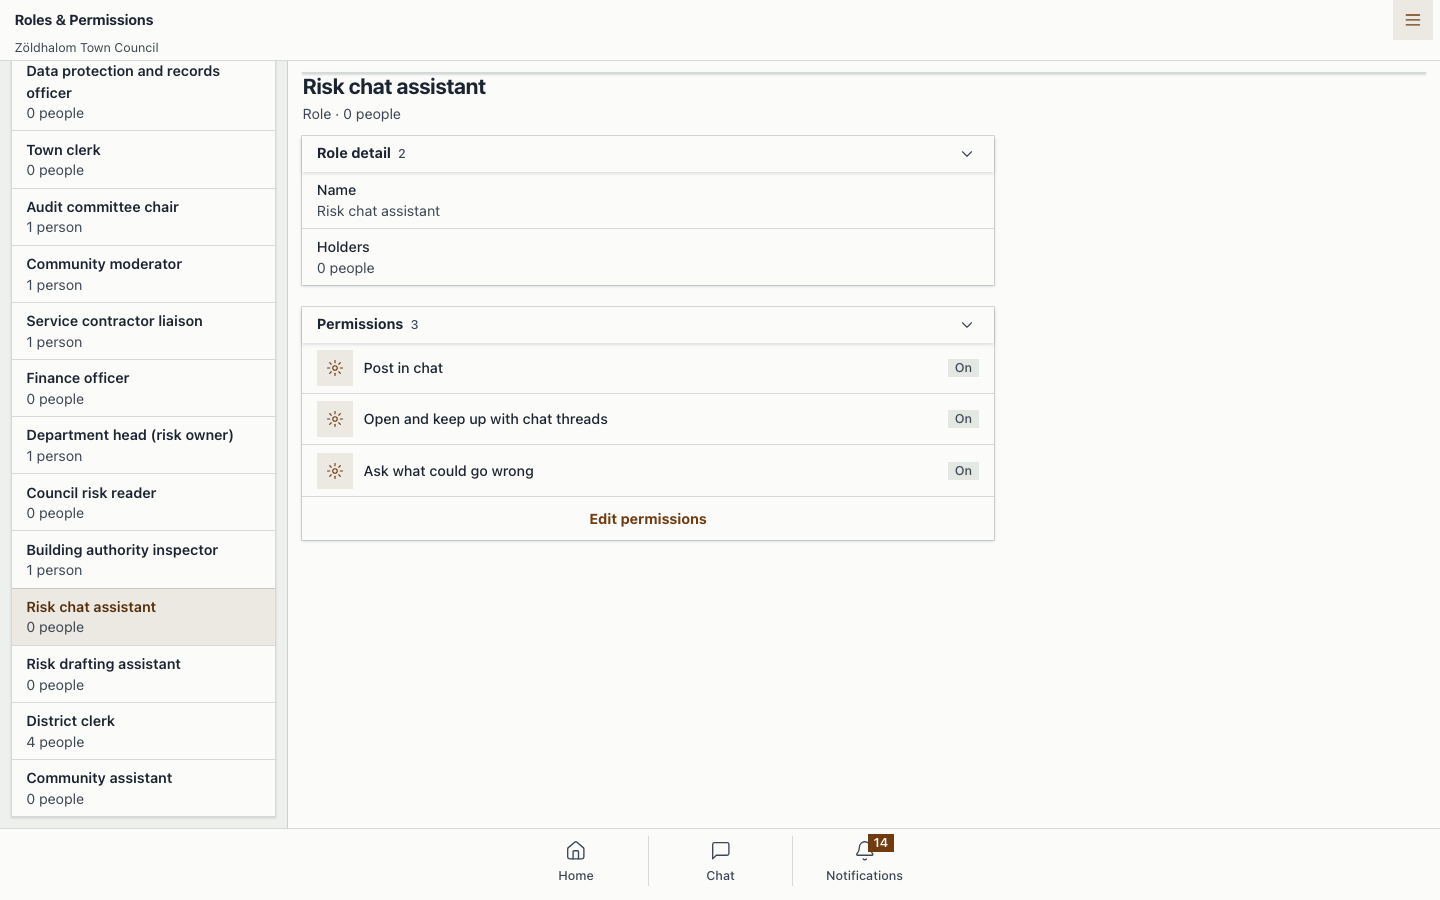 Roles & Permissions
Zöldhalom Town Council
Data protection and records
officer
0 people
Town clerk
0 people
Audit committee chair
1 person
Community moderator
1 person
Service contractor liaison
1 person
Finance officer
0 people
Department head (risk owner)
1 person
Council risk reader
0 people
Building authority inspector
1 person
Risk chat assistant
0 people
Risk drafting assistant
0 people
District clerk
4 people
Community assistant
0 people
Risk chat assistant
Role · 0 people
Role detail 2
Name
Risk chat assistant
Holders
0 people
Permissions 3
Post in chat On
Open and keep up with chat threads On
Ask what could go wrong On
Edit permissions
Home
Chat
14
Notifications